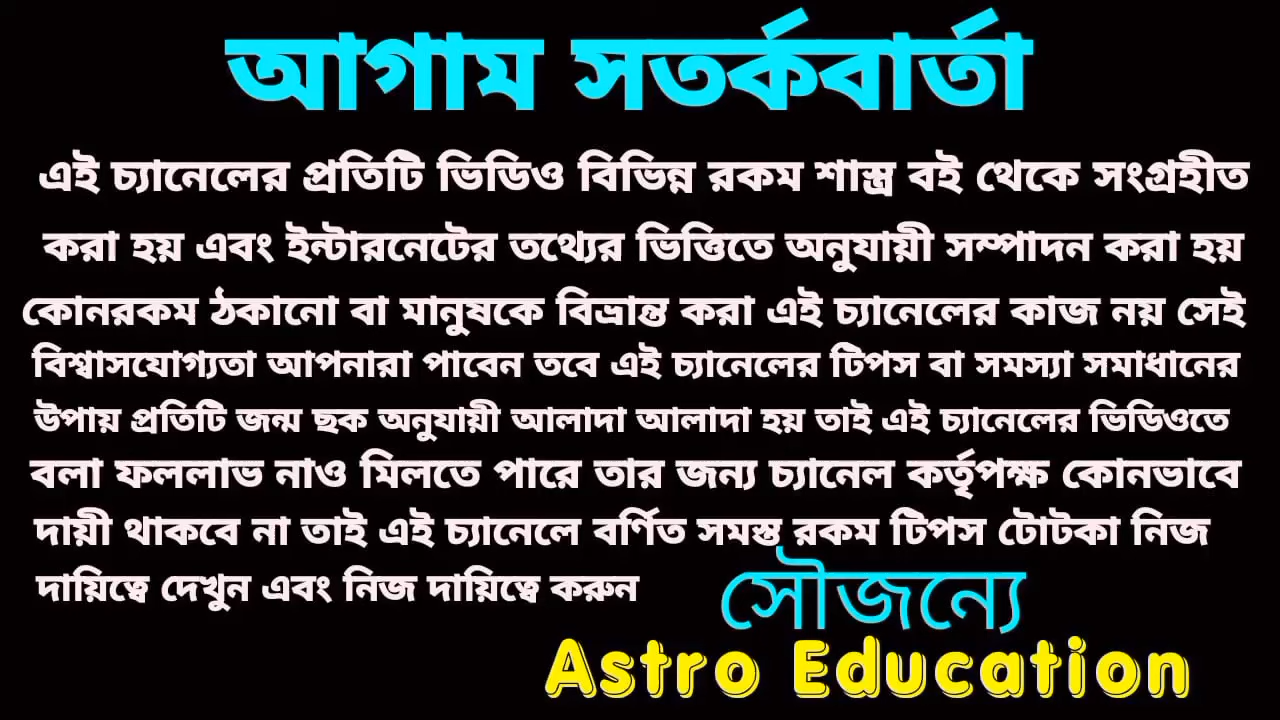 আগাম সতর্কবার্তা
এই চ্যানেলের প্রতিটি ভিডিও বিভিন্ন রকম শাস্ত্র বই থেকে সংগ্রহীত
করা হয় এবং ইন্টারনেটের তথ্যের ভিত্তিতে অনুযায়ী সম্পাদন করা হয়
কোনরকম ঠকানো বা মানুষকে বিভ্রান্ত করা এই চ্যানেলের কাজ নয় সেই
বিশ্বাসযোগ্যতা আপনারা পাবেন তবে এই চ্যানেলের টিপস বা সমস্যা সমাধানের
উপায় প্রতিটি জন্ম ছক অনুযায়ী আলাদা আলাদা হয় তাই এই চ্যানেলের ভিডিওতে
বলা ফললাভ নাও মিলতে পারে তার জন্য চ্যানেল কর্তৃপক্ষ কোনভাবে
দায়ী থাকবে না তাই এই চ্যানেলে বর্ণিত সমস্ত রকম টিপস টোটকা নিজ
দায়িত্বে দেখুন এবং নিজ দায়িত্বে করুন
সৌজন্যে
Astro Education